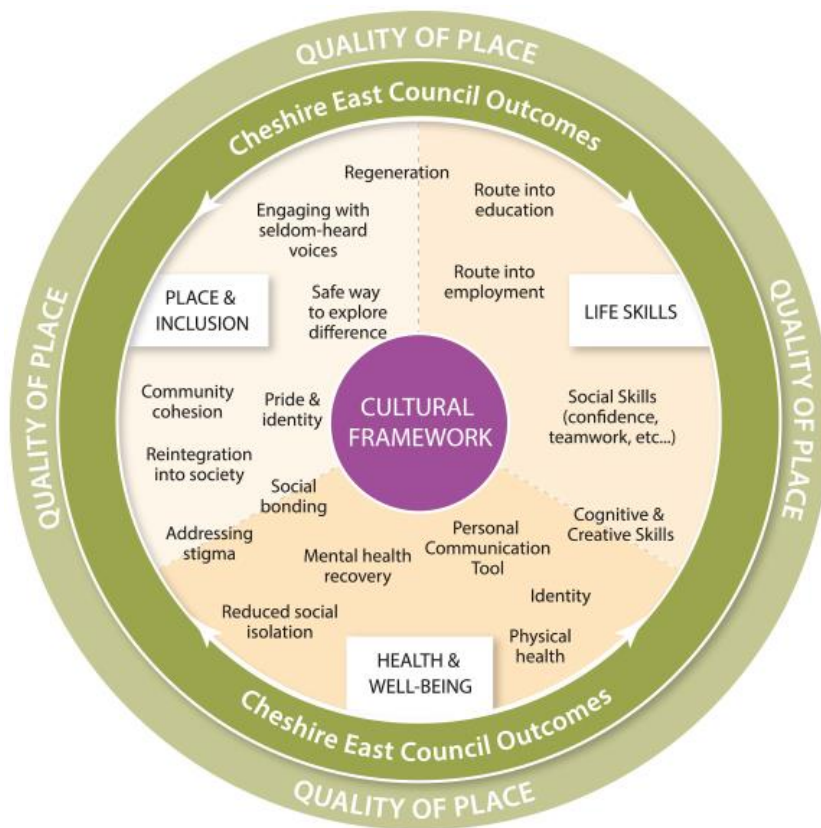 QUALITY OF PLACE
Cheshire East Council Outcomes
Regeneration
Engaging with
seldom-heard
voices
Safe way
to explore
difference
PLACE &
INCLUSION
Community
cohesion
Pride &
identity
Reintegration
into society
Social
bonding
Addressing
stigma
Route into
education
Route into
employment
LIFE SKILLS
Social Skills
(confidence,
teamwork, etc...)
Cognitive &
Creative Skills
CULTURAL
FRAMEWORK
Mental health
recovery
Personal
Communication
Tool
Identity
Reduced social
isolation
Physical
health
HEALTH &
WELL-BEING
Cheshire East Council Outcomes
QUALITY OF PLACE
QUALITY OF PLACE
QUALITY OF PLACE